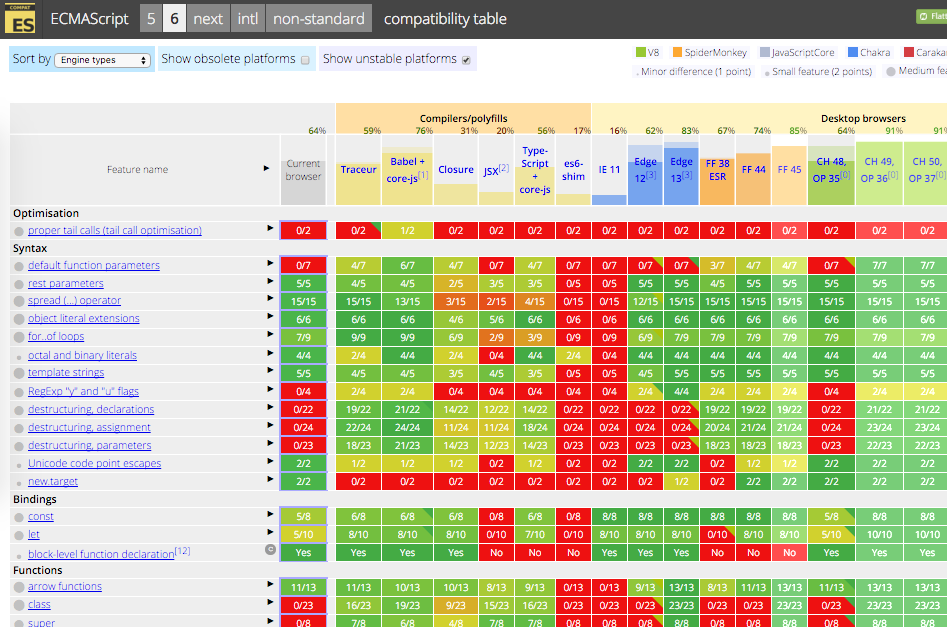 COMPAT
ES ECMAScript 5 6 next intl non-standard compatibility table
Sort by Engine types Show obsolete platforms Show unstable platforms
V8 SpiderMonkey JavaScriptCore Chakra
Minor difference (1 point) Small feature (2 points)
Compilers/polyfills Desktop browsers
64% 59% 76% 31% 20% 56% 17% 16% 62% 83% 67% 74% 85% 64% 91% 91%
Feature name Current browser Traceur Babel + core-js[1] Closure JSX[2] Type-Script + core-js es6-shim IE 11 Edge 12[3] Edge 13[3] FF 38 ESR FF 44 FF 45 CH 48, OP 35[0] CH 49, OP 36[0] CH 50, OP 37[0]
Optimisation
proper tail calls (tail call optimisation) 0/2 0/2 1/2 0/2 0/2 0/2 0/2 0/2 0/2 0/2 0/2 0/2 0/2 0/2 0/2 0/2
Syntax
default function parameters 0/7 4/7 6/7 4/7 0/7 4/7 0/7 0/7 0/7 0/7 3/7 4/7 4/7 0/7 7/7 7/7
rest parameters 5/5 4/5 4/5 2/5 3/5 3/5 0/5 0/5 5/5 5/5 4/5 5/5 5/5 5/5 5/5 5/5
spread (...) operator 15/15 15/15 13/15 3/15 2/15 4/15 0/15 0/15 12/15 15/15 15/15 15/15 15/15 15/15 15/15 15/15
object literal extensions 6/6 6/6 6/6 4/6 5/6 6/6 0/6 0/6 6/6 6/6 6/6 6/6 6/6 6/6 6/6 6/6
for..of loops 7/9 9/9 9/9 6/9 2/9 3/9 0/9 0/9 6/9 7/9 7/9 7/9 7/9 7/9 7/9 7/9
octal and binary literals 4/4 2/4 4/4 2/4 0/4 4/4 2/4 0/4 4/4 4/4 4/4 4/4 4/4 4/4 4/4 4/4
template strings 5/5 4/5 4/5 3/5 4/5 3/5 0/5 0/5 4/5 5/5 5/5 5/5 5/5 5/5 5/5 5/5
RegExp "y" and "u" flags 0/4 2/4 2/4 0/4 0/4 0/4 0/4 0/4 2/4 4/4 2/4 2/4 2/4 0/4 2/4 2/4
destructuring, declarations 0/22 19/22 21/22 14/22 12/22 14/22 0/22 0/22 0/22 0/22 19/22 19/22 19/22 0/22 21/22 21/22
destructuring, assignment 0/24 22/24 24/24 11/24 11/24 18/24 0/24 0/24 0/24 0/24 20/24 21/24 21/24 0/24 23/24 23/24
destructuring, parameters 0/23 18/23 21/23 14/23 12/23 14/23 0/23 0/23 0/23 0/23 18/23 18/23 18/23 0/23 22/23 22/23
Unicode code point escapes 2/2 1/2 1/2 1/2 0/2 1/2 0/2 0/2 2/2 2/2 0/2 1/2 1/2 2/2 2/2 2/2
new.target 2/2 0/2 0/2 0/2 0/2 0/2 0/2 0/2 0/2 1/2 0/2 2/2 2/2 2/2 2/2 2/2
Bindings
const 5/8 6/8 6/8 6/8 0/8 6/8 0/8 8/8 8/8 8/8 8/8 8/8 8/8 5/8 8/8 8/8
let 5/10 8/10 8/10 8/10 0/10 7/10 0/10 8/10 8/10 8/10 0/10 8/10 8/10 5/10 10/10 10/10
block-level function declaration[12] C Yes Yes Yes Yes No No No Yes Yes Yes No No No Yes Yes Yes
Functions
arrow functions 11/13 11/13 10/13 10/13 8/13 9/13 0/13 0/13 9/13 13/13 8/13 11/13 13/13 11/13 13/13 13/13
class 0/23 16/23 19/23 9/23 15/23 16/23 0/23 0/23 0/23 23/23 0/23 0/23 23/23 0/23 23/23 23/23
super 0/8 7/8 6/8 4/8 7/8 7/8 0/8 0/8 0/8 8/8 0/8 0/8 8/8 0/8 8/8 8/8